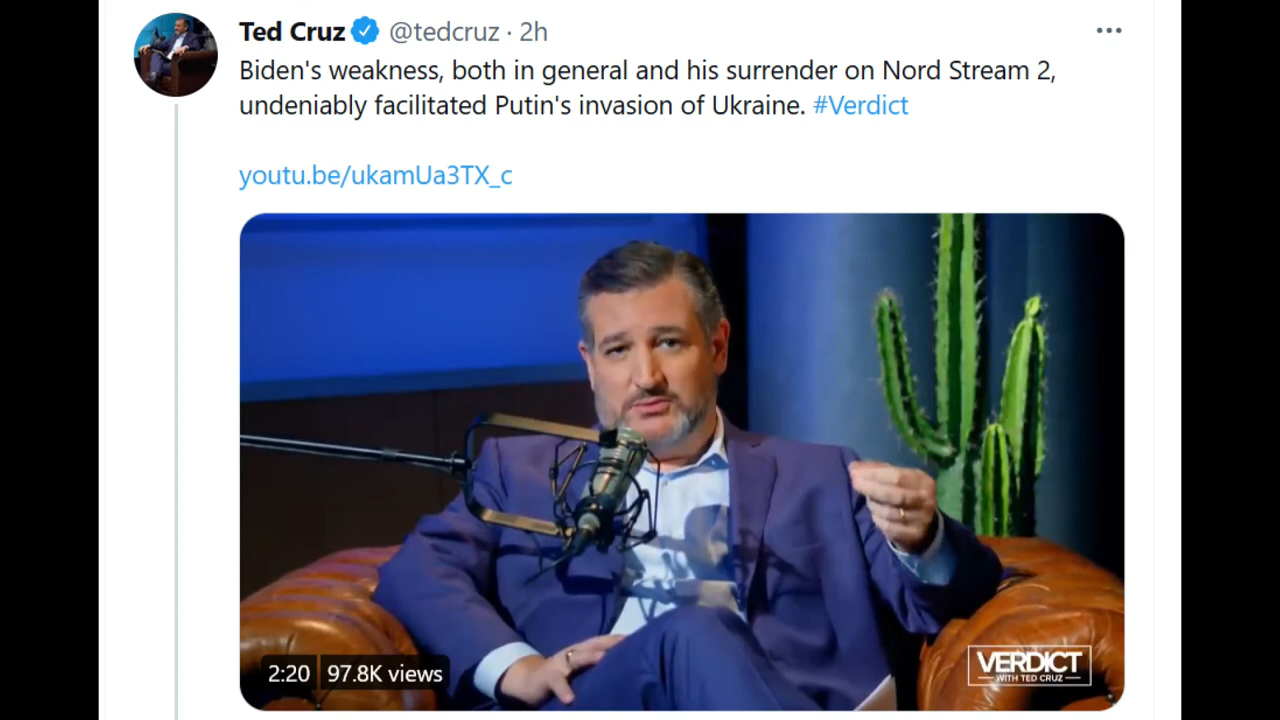 Ted Cruz @tedcruz · 2h
Biden's weakness, both in general and his surrender on Nord Stream 2,
undeniably facilitated Putin's invasion of Ukraine. #Verdict
youtu.be/ukamUa3TX_c
2:20 97.8K views
VERDICT
WITH TED CRUZ